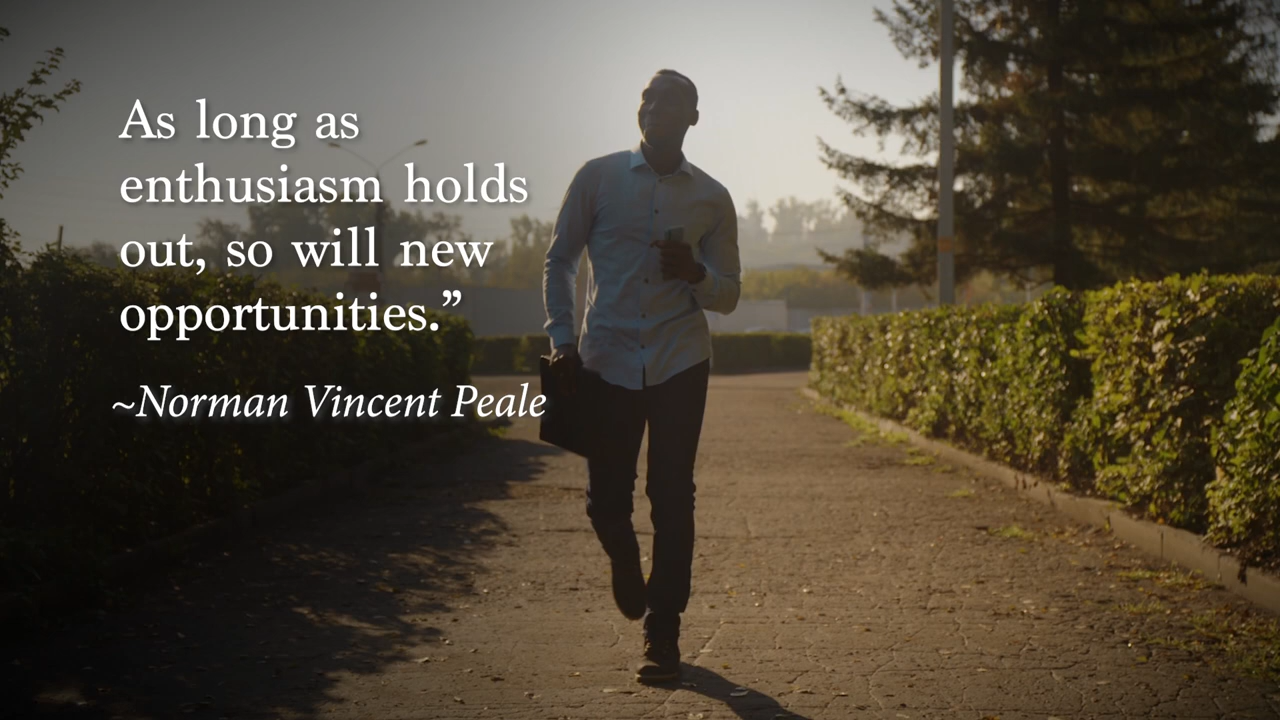 As long as
enthusiasm holds
out, so will new
opportunities.”
~Norman Vincent Peale